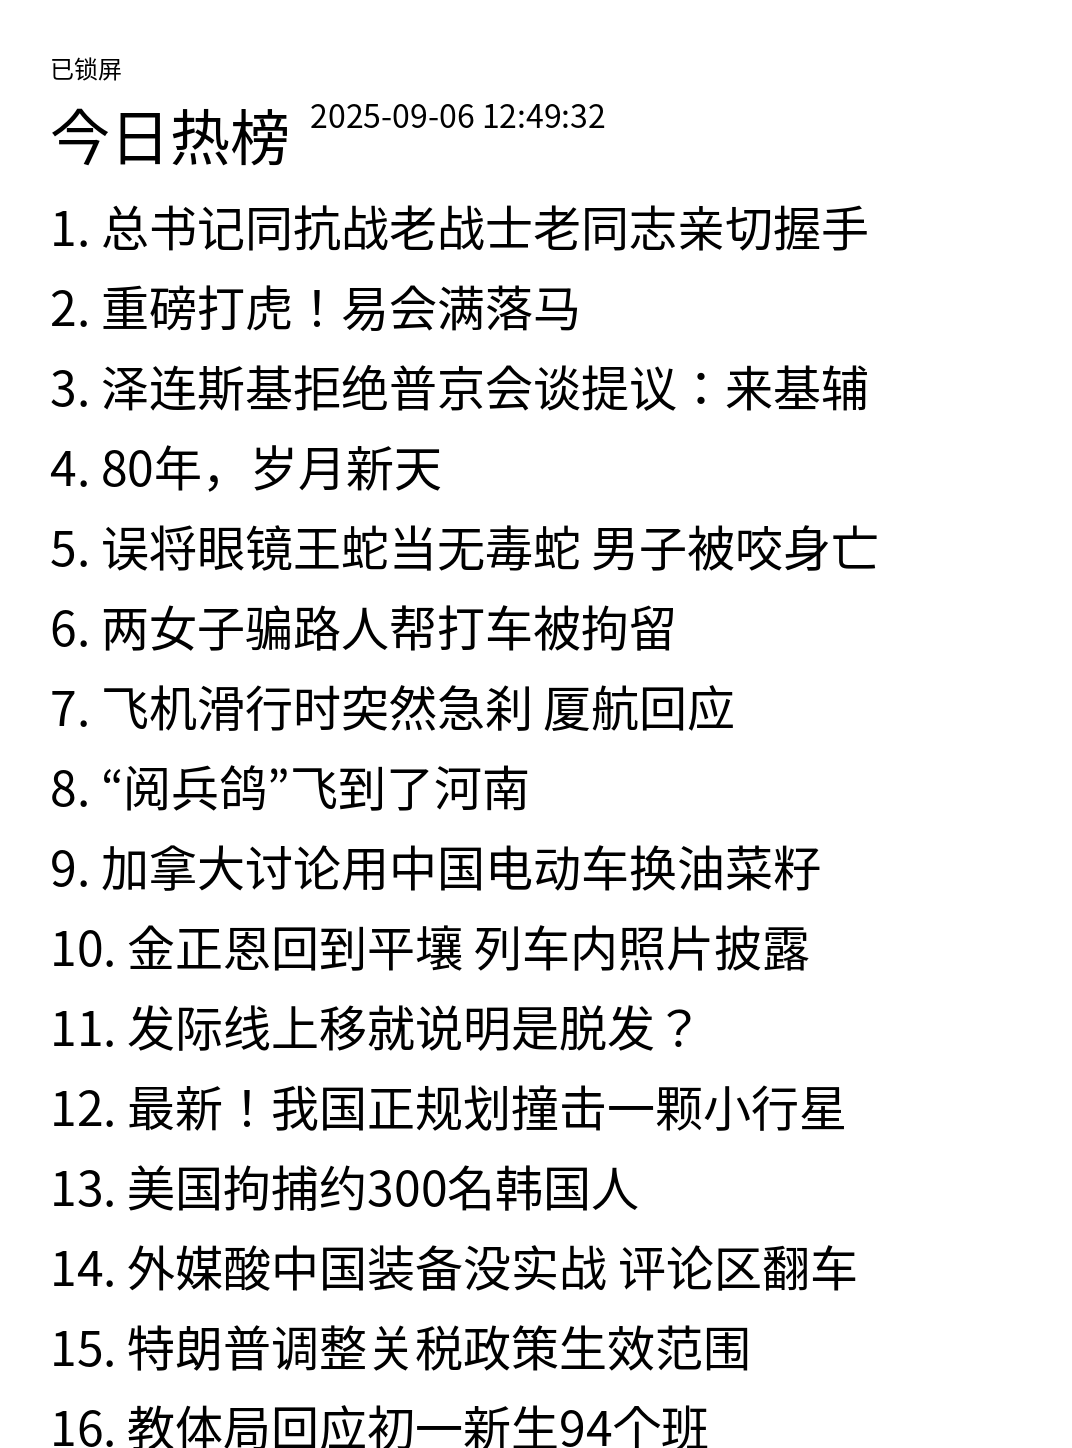 已锁屏
今日热榜 2025-09-06 12:49:32
1. 总书记同抗战老战士老同志亲切握手
2. 重磅打虎！易会满落马
3. 泽连斯基拒绝普京会谈提议：来基辅
4. 80年，岁月新天
5. 误将眼镜王蛇当无毒蛇 男子被咬身亡
6. 两女子骗路人帮打车被拘留
7. 飞机滑行时突然急刹 厦航回应
8. “阅兵鸽”飞到了河南
9. 加拿大讨论用中国电动车换油菜籽
10. 金正恩回到平壤 列车内照片披露
11. 发际线上移就说明是脱发？
12. 最新！我国正规划撞击一颗小行星
13. 美国拘捕约300名韩国人
14. 外媒酸中国装备没实战 评论区翻车
15. 特朗普调整关税政策生效范围
16. 教体局回应初一新生94个班